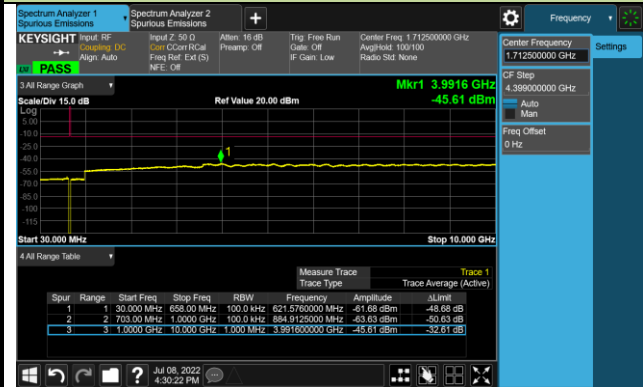 Spectrum Analyzer 1
Spurious Emissions
Spectrum Analyzer 2
Spurious Emissions
+
Frequency
KEYSIGHT
Input: RF
Coupling: DC
Align: Auto
Input Z: 50 Ω
Corr CCorr RCal
Freq Ref: Ext (S)
NFE: Off
Atten: 16 dB
Preamp: Off
Trig: Free Run
Gate: Off
IF Gain: Low
Center Freq: 1.712500000 GHz
Avg|Hold: 100/100
Radio Std: None
PASS
Center Frequency
1.712500000 GHz
Settings
CF Step
4.399000000 GHz
Auto
Man
Freq Offset
0 Hz
3 All Range Graph
Mkr1 3.9916 GHz
-45.61 dBm
Scale/Div 15.0 dB
Ref Value 20.00 dBm
Log
5.00
-10.0
-25.0
-40.0
-55.0
-70.0
-85.0
-100
-115
1
Start 30.000 MHz
Stop 10.000 GHz
4 All Range Table
Measure Trace Trace 1
Trace Type Trace Average (Active)
Spur Range Start Freq Stop Freq RBW Frequency Amplitude ΔLimit
1 1 30.000 MHz 658.00 MHz 100.0 kHz 621.5760000 MHz -61.68 dBm -48.68 dB
2 2 703.00 MHz 1.0000 GHz 100.0 kHz 884.9125000 MHz -63.63 dBm -50.63 dB
3 3 1.0000 GHz 10.000 GHz 1.000 MHz 3.991600000 GHz -45.61 dBm -32.61 dB
?
Jul 08, 2022
4:30:22 PM